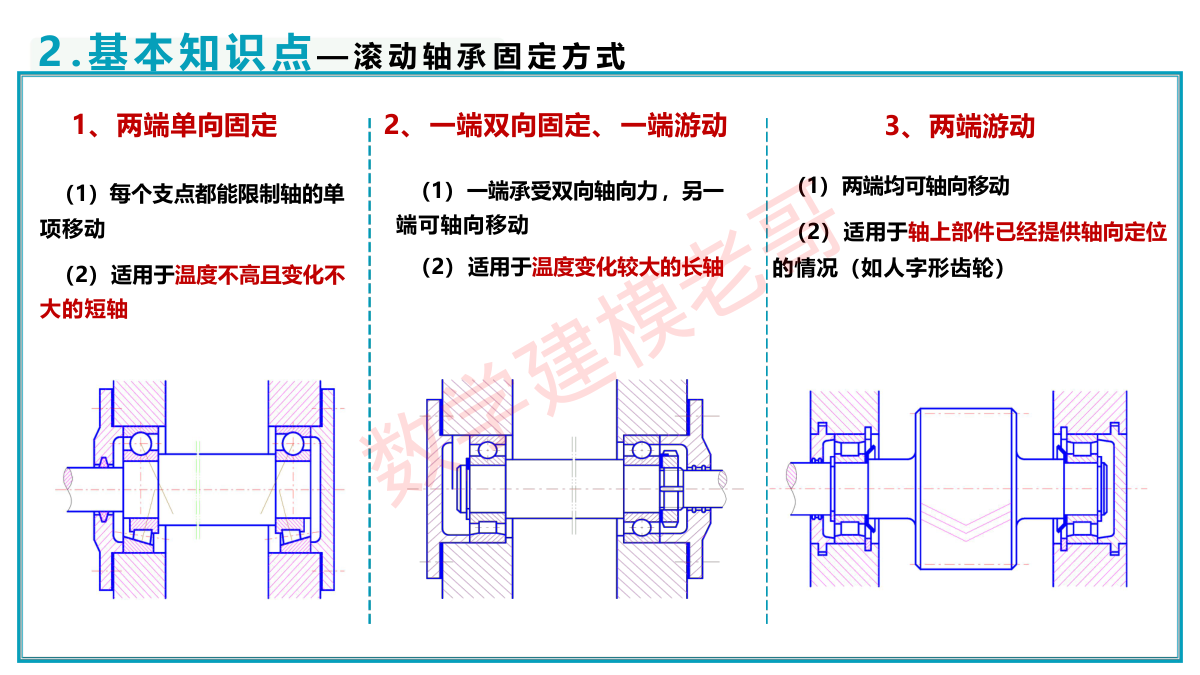 2.基本知识点—滚动轴承固定方式
1、两端单向固定
（1）每个支点都能限制轴的单
项移动
（2）适用于温度不高且变化不
大的短轴
2、一端双向固定、一端游动
（1）一端承受双向轴向力，另一
端可轴向移动
（2）适用于温度变化较大的长轴
3、两端游动
（1）两端均可轴向移动
（2）适用于轴上部件已经提供轴向定位
的情况（如人字形齿轮）
数学建模老哥